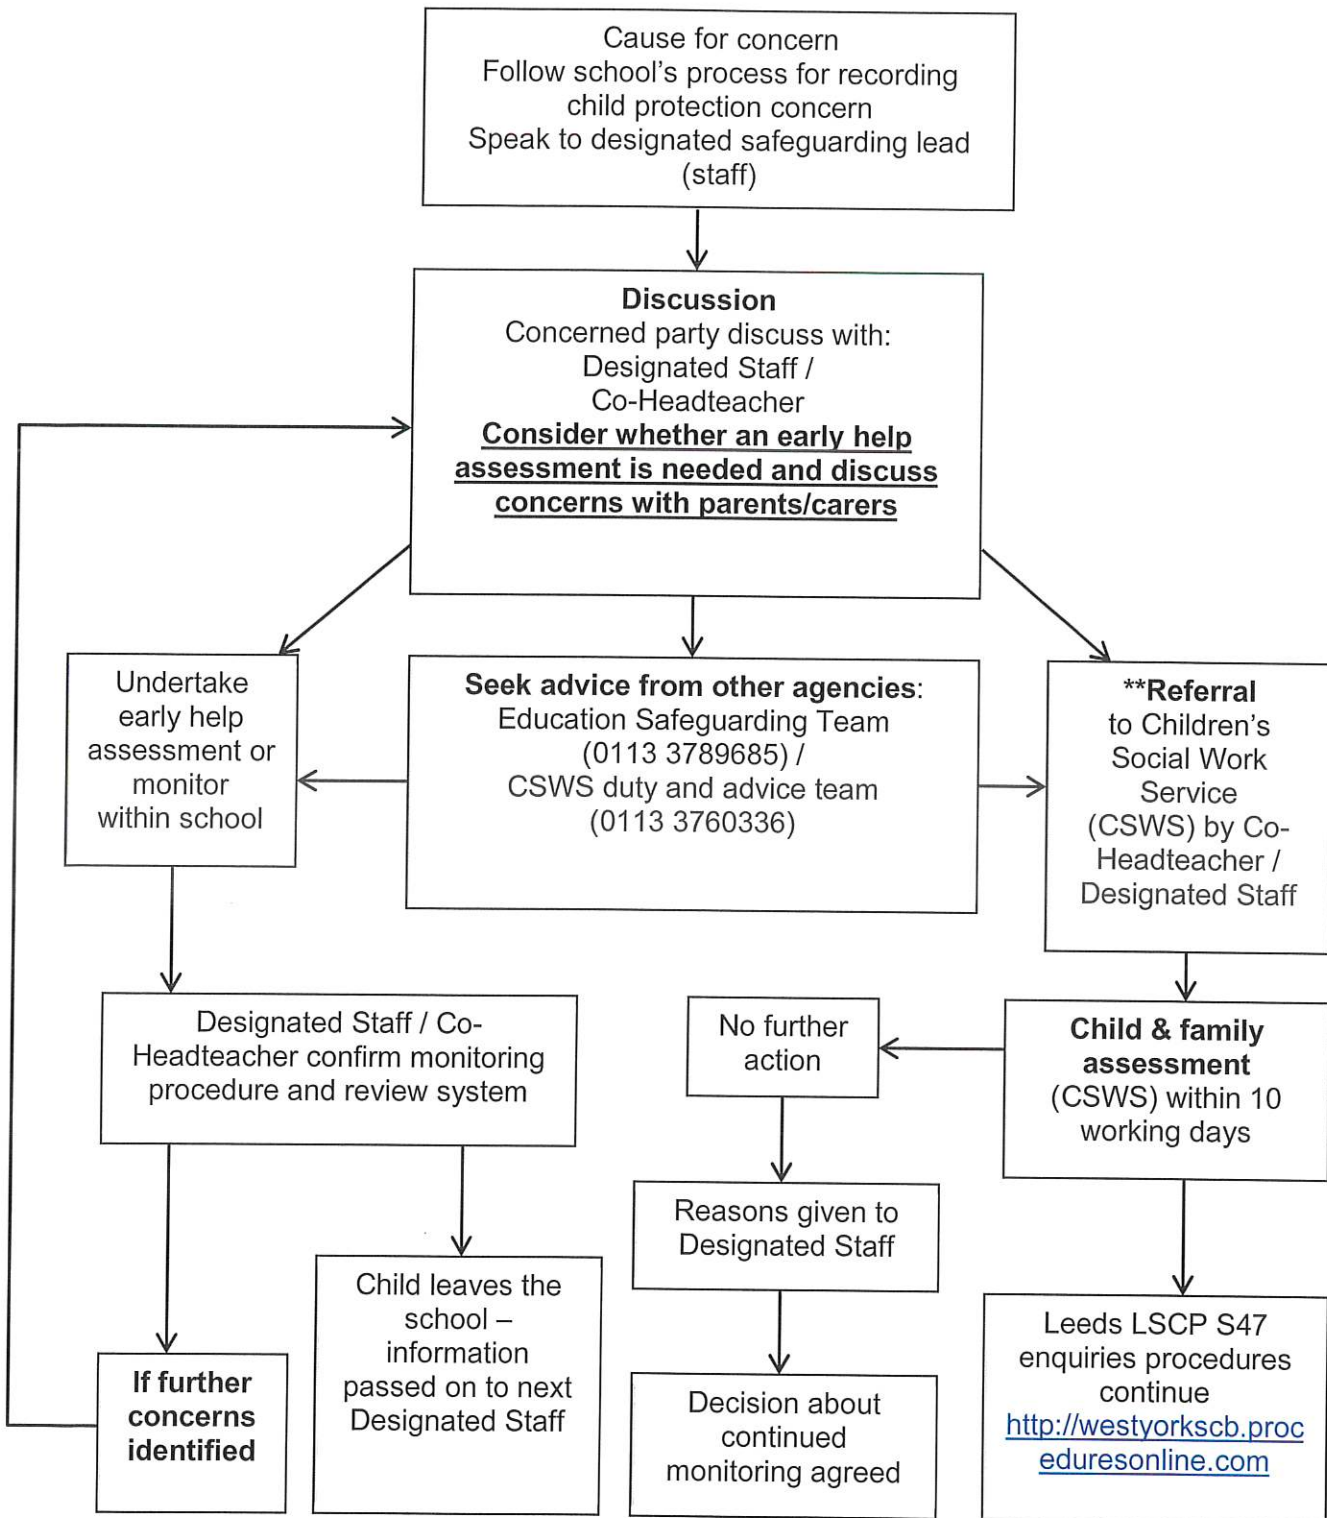 Cause for concern
Follow school's process for recording
child protection concern
Speak to designated safeguarding lead
(staff)
Discussion
Concerned party discuss with:
Designated Staff /
Co-Headteacher
Consider whether an early help
assessment is needed and discuss
concerns with parents/carers
Undertake
early help
assessment or
monitor
within school
Seek advice from other agencies:
Education Safeguarding Team
(0113 3789685) /
CSWS duty and advice team
(0113 3760336)
**Referral
to Children's
Social Work
Service
(CSWS) by Co-
Headteacher /
Designated Staff
Designated Staff / Co-
Headteacher confirm monitoring
procedure and review system
No further
action
Child & family
assessment
(CSWS) within 10
working days
Reasons given to
Designated Staff
If further
concerns
identified
Child leaves the
school –
information
passed on to next
Designated Staff
Decision about
continued
monitoring agreed
Leeds LSCP S47
enquiries procedures
continue
http://westyorkscb.proc
eduresonline.com